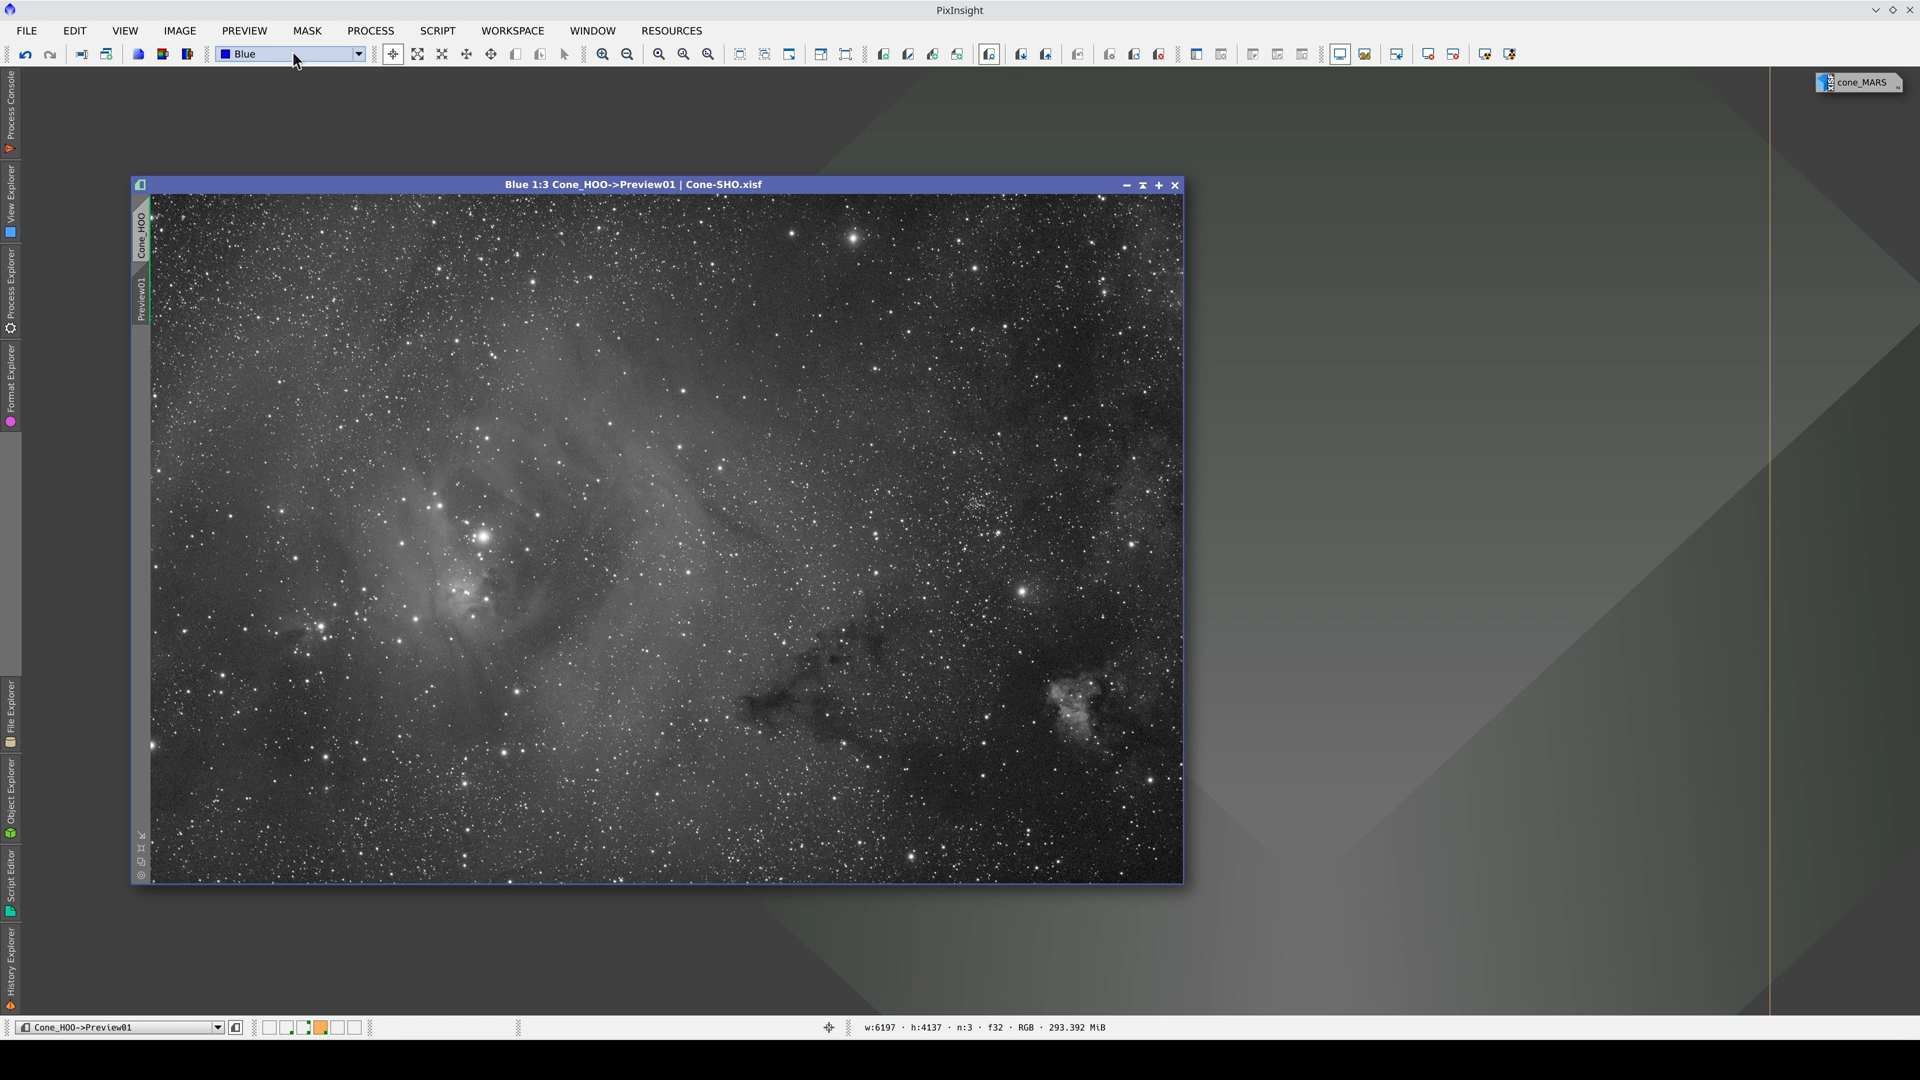 PixInsight
FILE EDIT VIEW IMAGE PREVIEW MASK PROCESS SCRIPT WORKSPACE WINDOW RESOURCES
Blue
cone_MARS
XISF
Process Console
View Explorer
Process Explorer
Format Explorer
File Explorer
Object Explorer
Script Editor
History Explorer
Blue 1:3 Cone_HOO->Preview01 | Cone-SHO.xisf
Cone_HOO
Preview01
Cone_HOO->Preview01
w:6197 · h:4137 · n:3 · f32 · RGB · 293.392 MiB